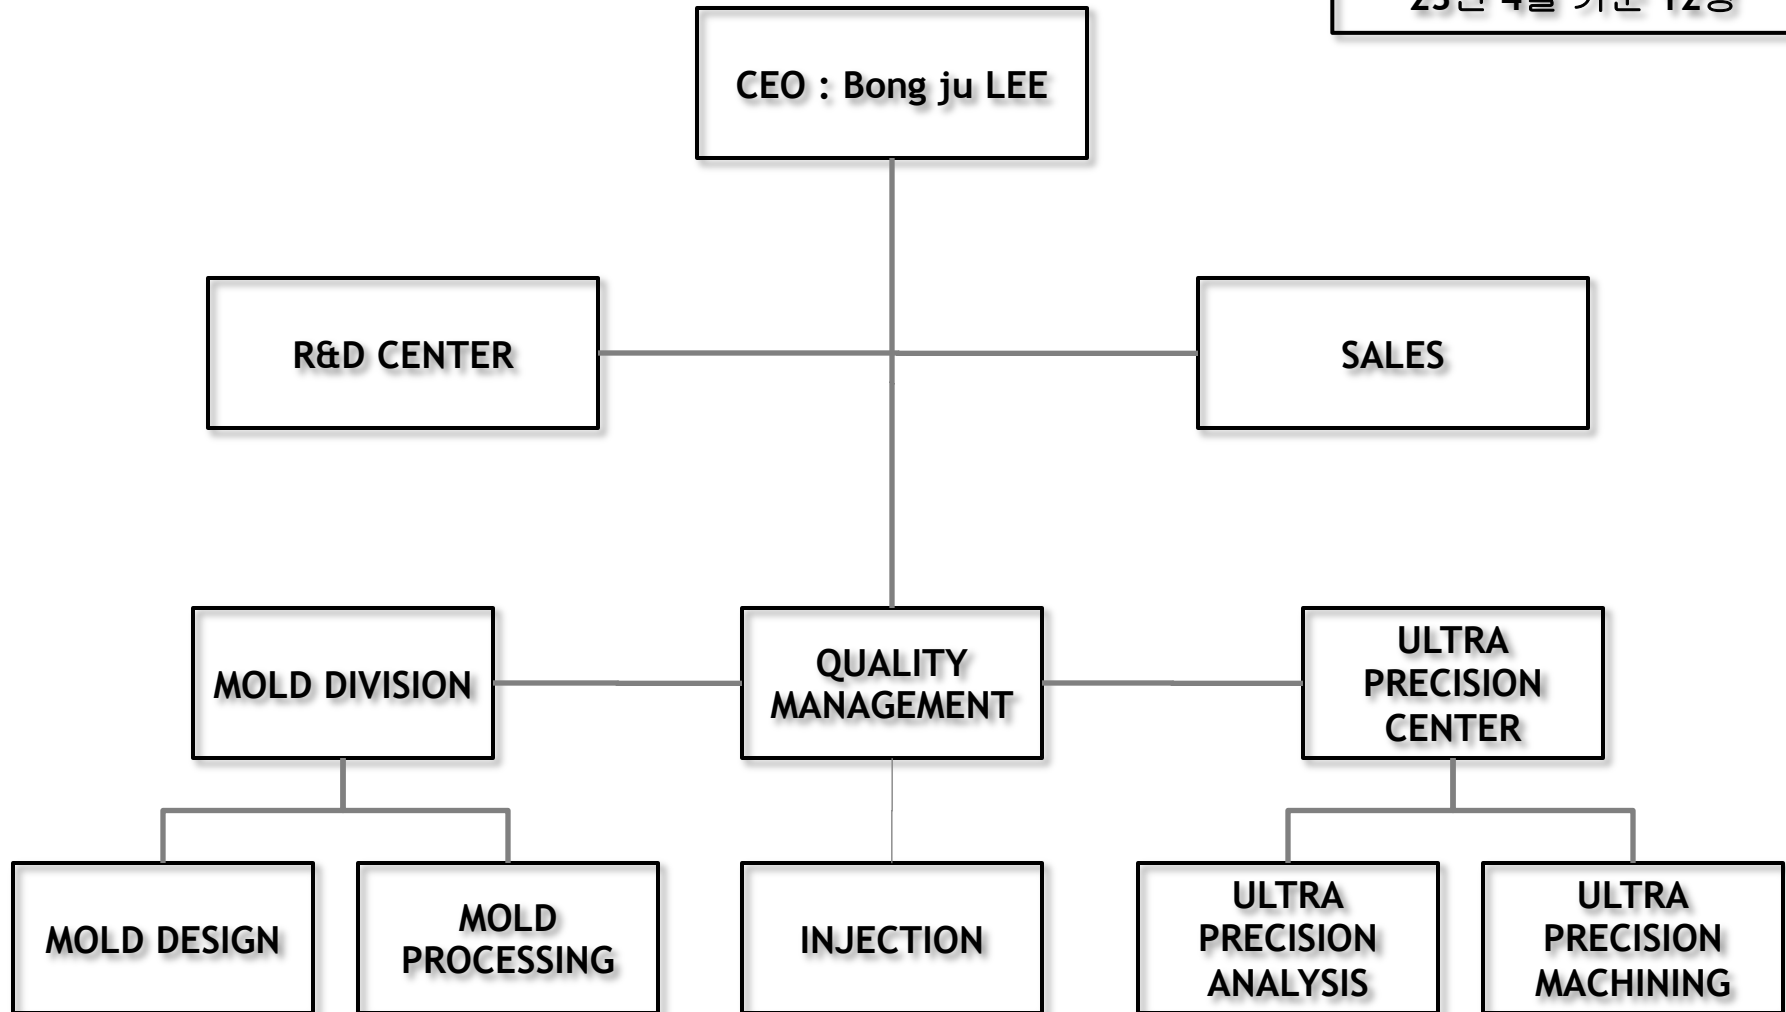 CEO : Bong ju LEE
R&D CENTER
SALES
MOLD DIVISION
QUALITY
MANAGEMENT
ULTRA
PRECISION
CENTER
MOLD DESIGN
MOLD
PROCESSING
INJECTION
ULTRA
PRECISION
ANALYSIS
ULTRA
PRECISION
MACHINING